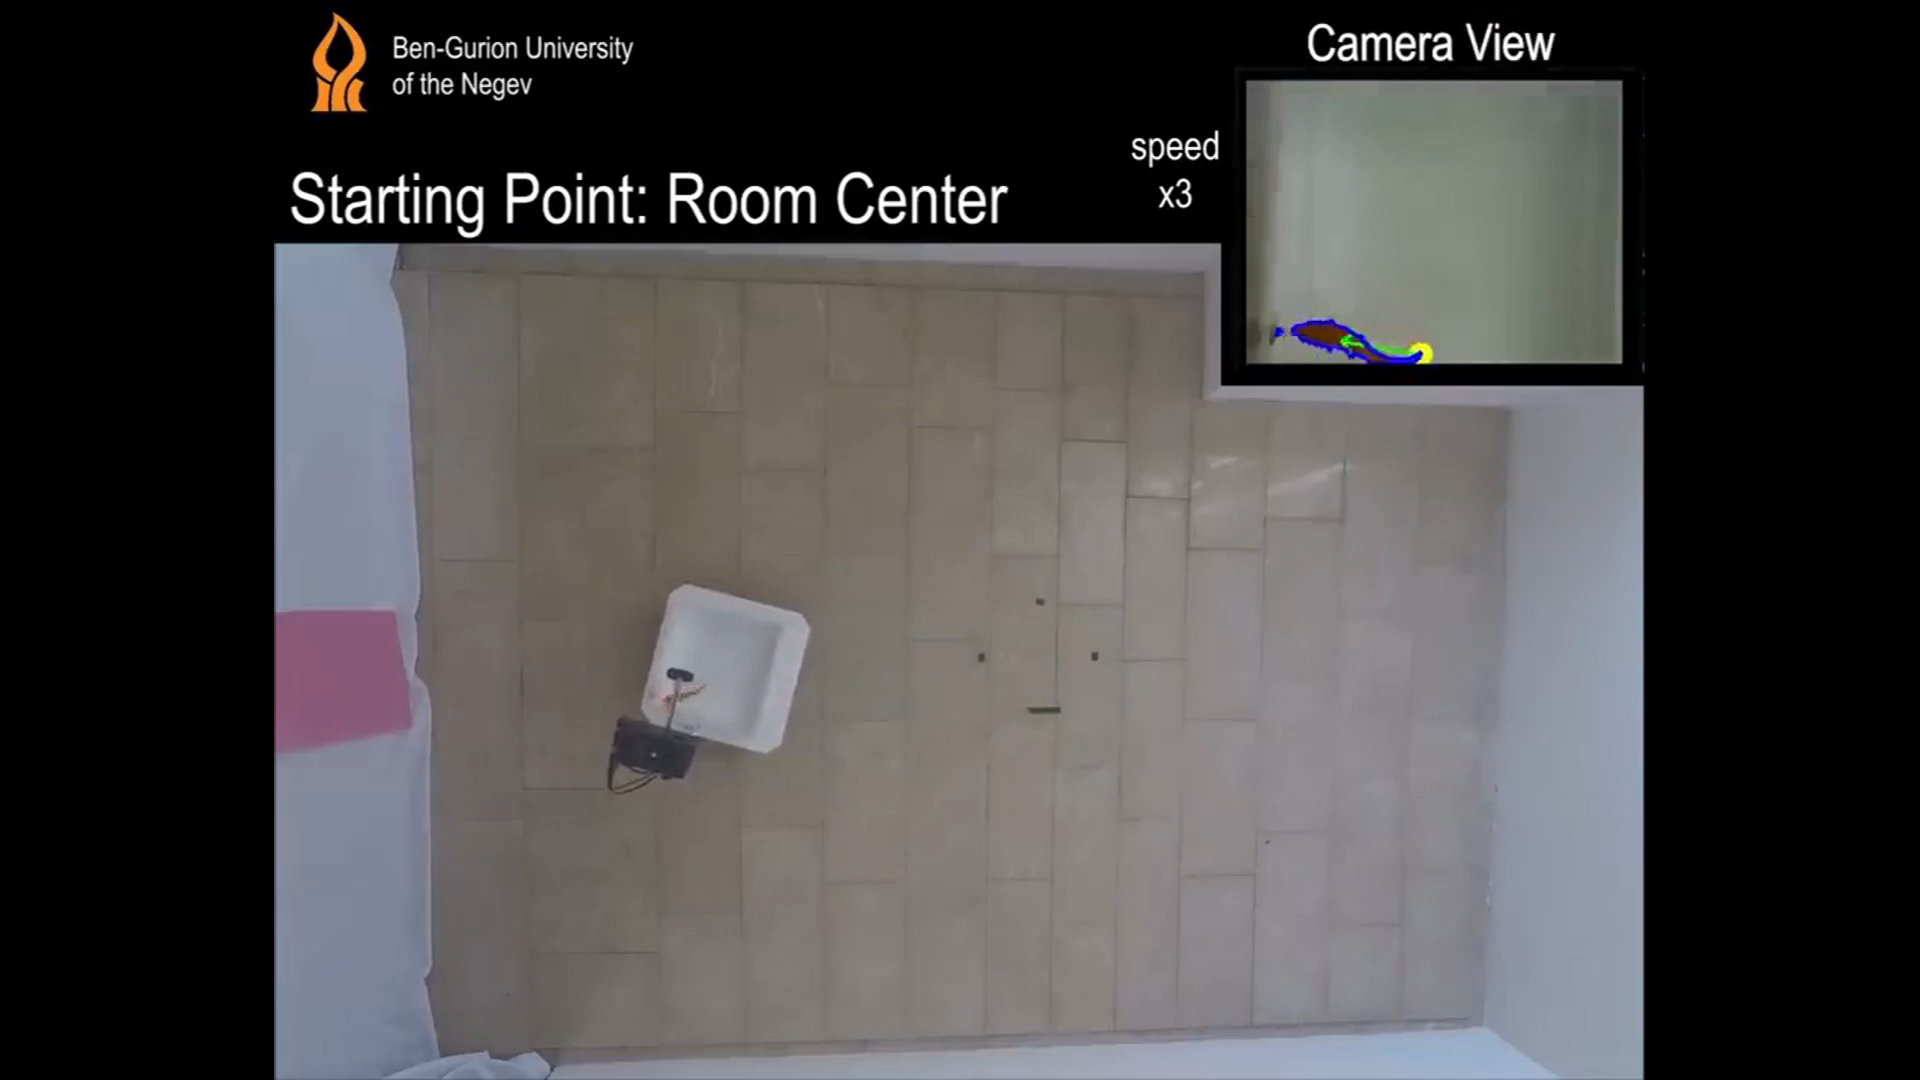 Ben-Gurion University
of the Negev
Camera View
speed
x3
Starting Point: Room Center